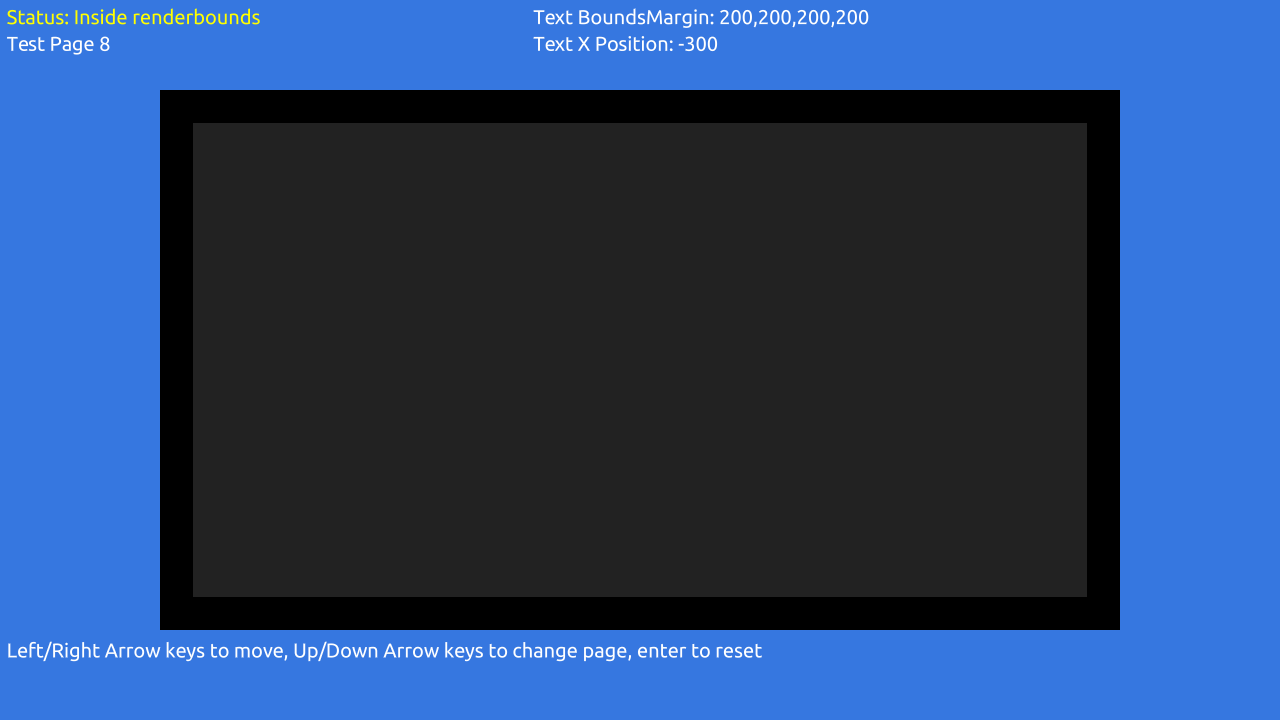 Status: Inside renderbounds
Test Page 8
Text BoundsMargin: 200,200,200,200
Text X Position: -300
Left/Right Arrow keys to move, Up/Down Arrow keys to change page, enter to reset